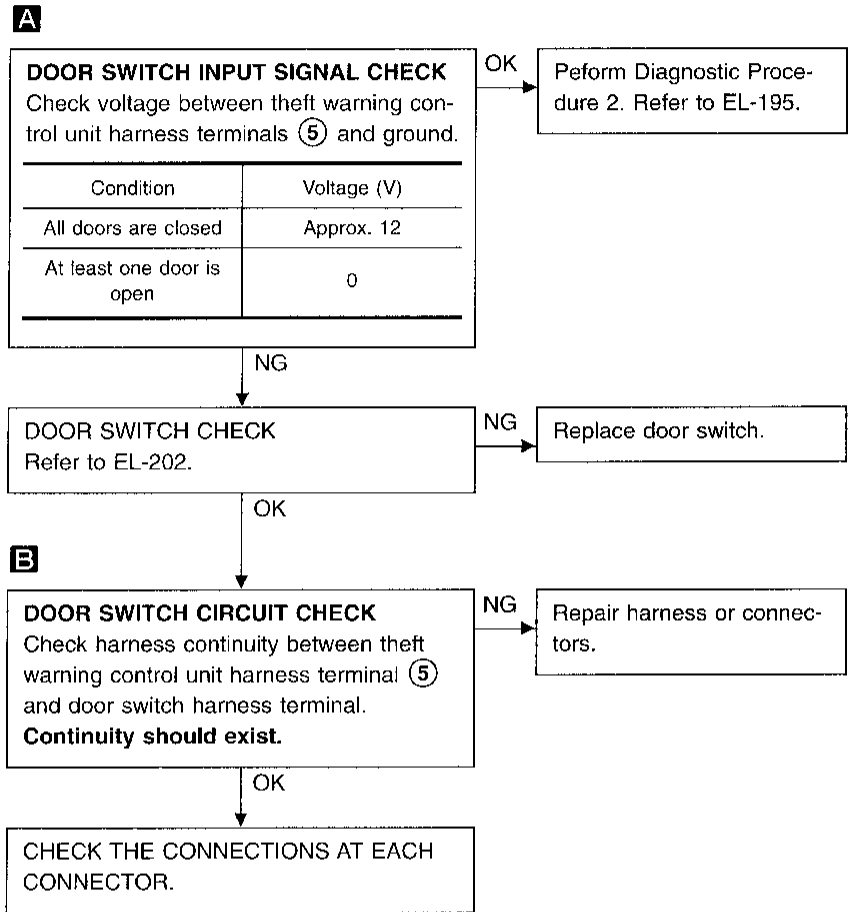 A
DOOR SWITCH INPUT SIGNAL CHECK
Check voltage between theft warning con-
trol unit harness terminals ⑤ and ground.
Condition
Voltage (V)
All doors are closed
Approx. 12
At least one door is
open
0
OK
Peform Diagnostic Proce-
dure 2. Refer to EL-195.
NG
DOOR SWITCH CHECK
Refer to EL-202.
NG
Replace door switch.
OK
B
DOOR SWITCH CIRCUIT CHECK
Check harness continuity between theft
warning control unit harness terminal ⑤
and door switch harness terminal.
Continuity should exist.
NG
Repair harness or connec-
tors.
OK
CHECK THE CONNECTIONS AT EACH
CONNECTOR.